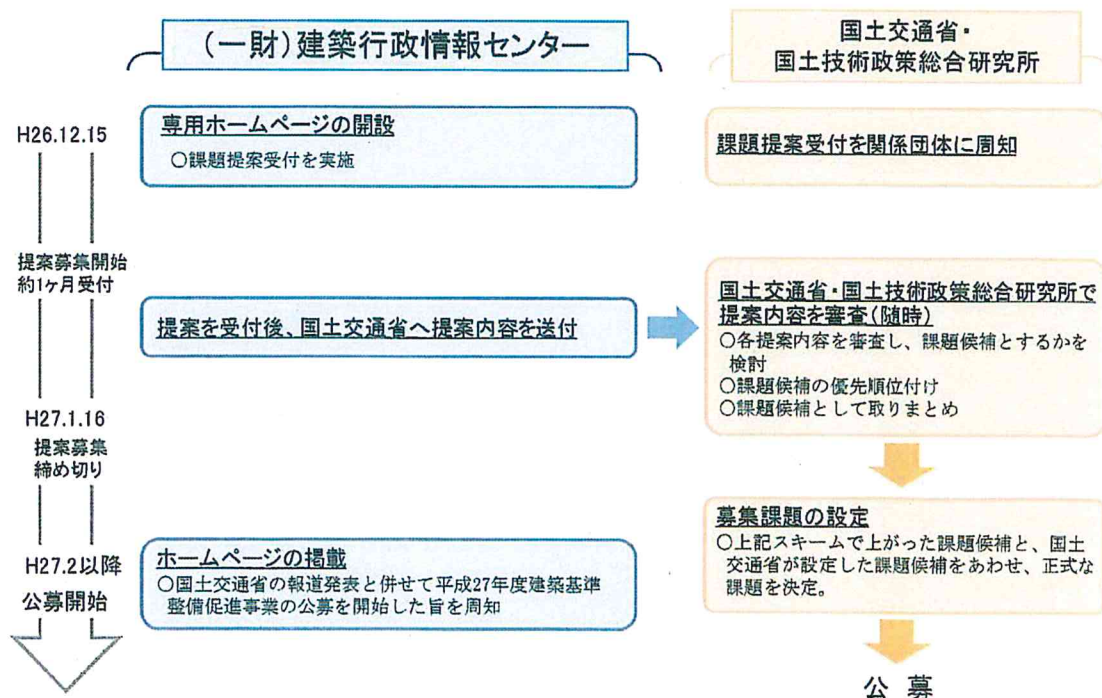 (一財)建築行政情報センター
国土交通省・
国土技術政策総合研究所
H26.12.15
専用ホームページの開設
○課題提案受付を実施
課題提案受付を関係団体に周知
提案募集開始
約1ヶ月受付
提案を受付後、国土交通省へ提案内容を送付
国土交通省・国土技術政策総合研究所で
提案内容を審査(随時)
○各提案内容を審査し、課題候補とするかを
検討
○課題候補の優先順位付け
○課題候補として取りまとめ
H27.1.16
提案募集
締め切り
募集課題の設定
○上記スキームで上がった課題候補と、国土
交通省が設定した課題候補をあわせ、正式な
課題を決定。
H27.2以降
公募開始
ホームページの掲載
○国土交通省の報道発表と併せて平成27年度建築基準
整備促進事業の公募を開始した旨を周知
公 募